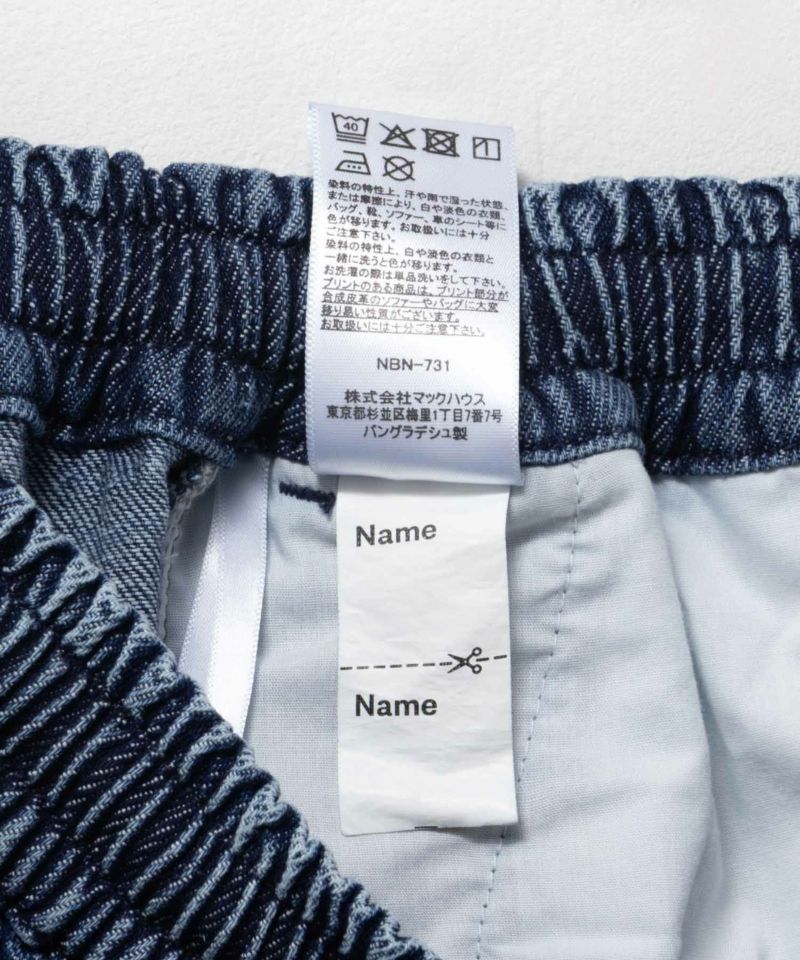 40
染料の特性上、汗や雨で湿った状態、
または摩擦により、白や淡色の衣類、
バッグ、靴、ソファー、車のシート等に
色が移ります。お取扱いには十分
ご注意下さい。
染料の特性上、白や淡色の衣類と
一緒に洗うと色が移ります。
お洗濯の際は単品洗いをして下さい。
プリントのある商品は、プリント部分が
合成皮革のソファーやバッグに大変
移り易い性質がございます。
お取扱いには十分ご注意下さい。
NBN-731
株式会社マックハウス
東京都杉並区梅里1丁目7番7号
バングラデシュ製
Name
Name